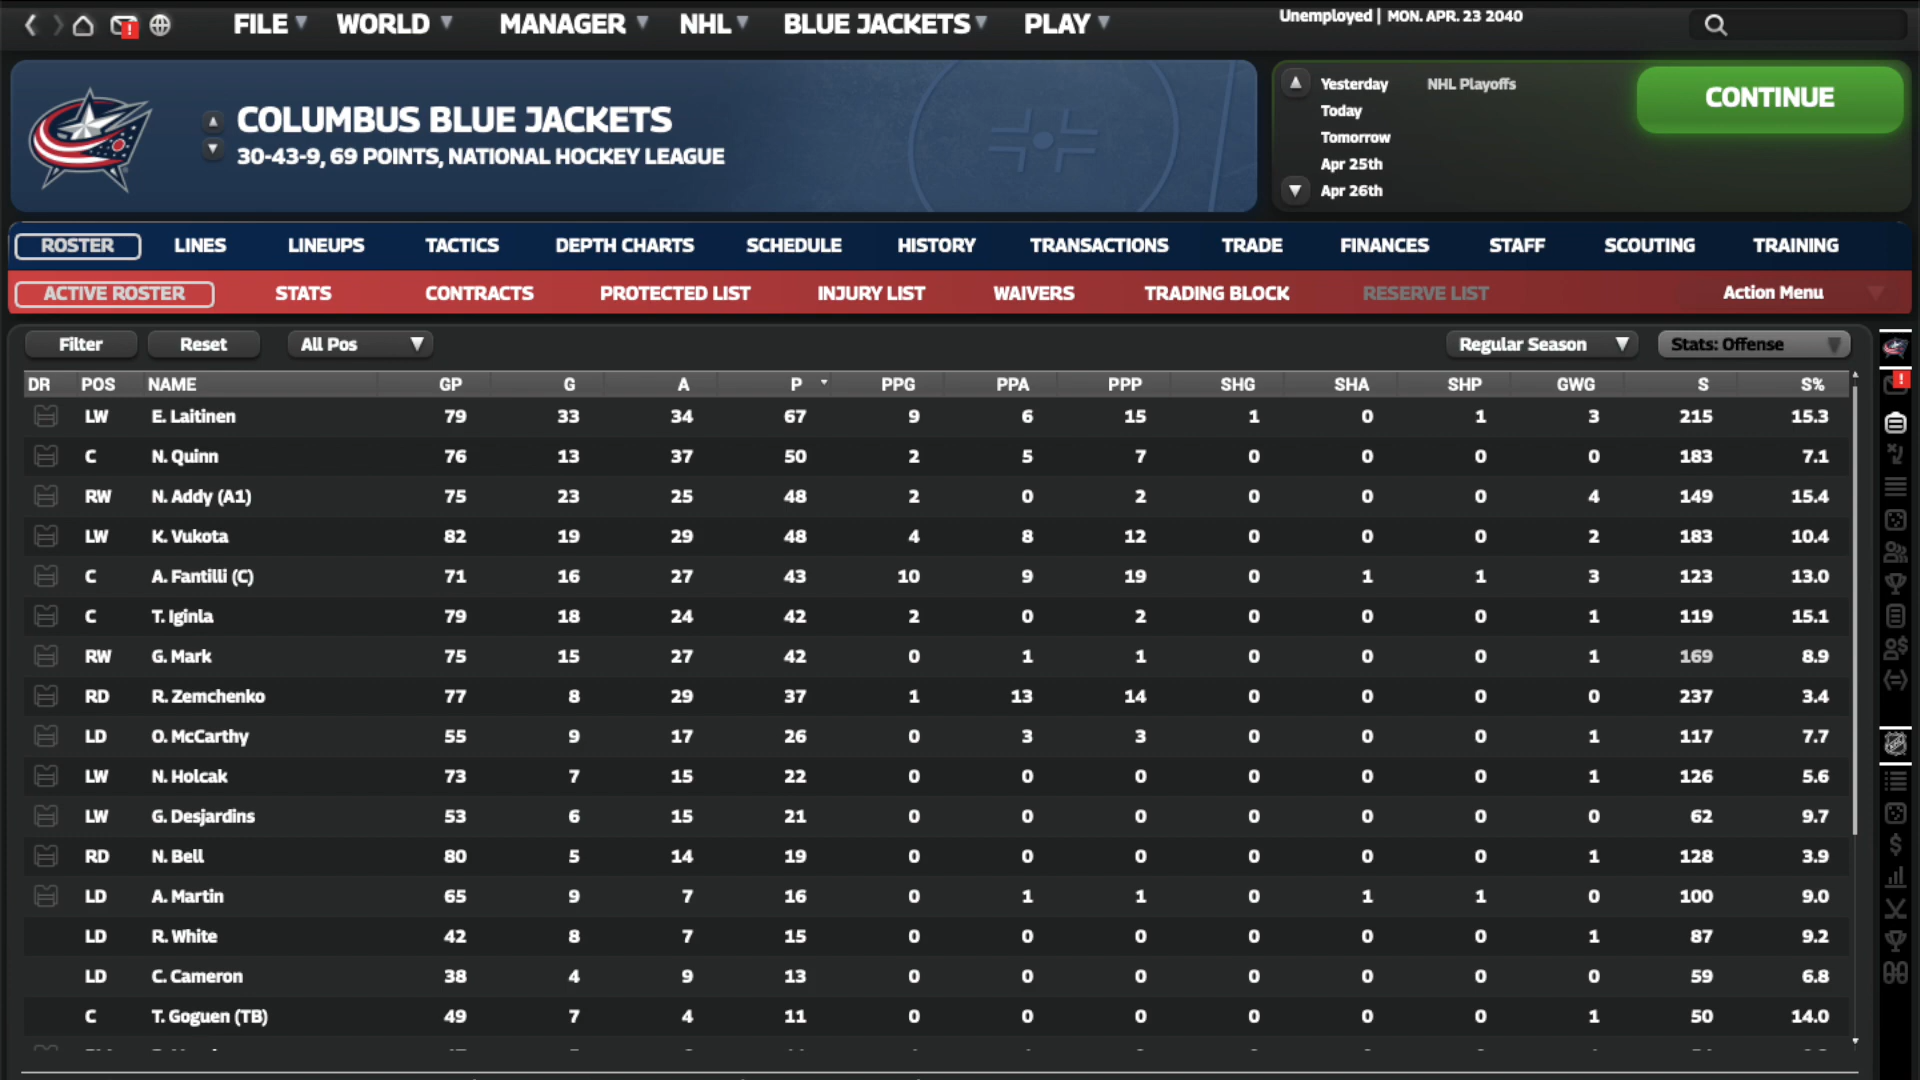 FILE WORLD MANAGER NHL BLUE JACKETS PLAY Unemployed | MON. APR. 23 2040
COLUMBUS BLUE JACKETS
30-43-9, 69 POINTS, NATIONAL HOCKEY LEAGUE
Yesterday NHL Playoffs
Today
Tomorrow
Apr 25th
Apr 26th
CONTINUE
ROSTER LINES LINEUPS TACTICS DEPTH CHARTS SCHEDULE HISTORY TRANSACTIONS TRADE FINANCES STAFF SCOUTING TRAINING
ACTIVE ROSTER STATS CONTRACTS PROTECTED LIST INJURY LIST WAIVERS TRADING BLOCK RESERVE LIST Action Menu
Filter Reset All Pos Regular Season Stats: Offense
DR POS NAME GP G A P PPG PPA PPP SHG SHA SHP GWG S S%
LW E. Laitinen 79 33 34 67 9 6 15 1 0 1 3 215 15.3
C N. Quinn 76 13 37 50 2 5 7 0 0 0 0 183 7.1
RW N. Addy (A1) 75 23 25 48 2 0 2 0 0 0 4 149 15.4
LW K. Vukota 82 19 29 48 4 8 12 0 0 0 2 183 10.4
C A. Fantilli (C) 71 16 27 43 10 9 19 0 1 1 3 123 13.0
C T. Iginla 79 18 24 42 2 0 2 0 0 0 1 119 15.1
RW G. Mark 75 15 27 42 0 1 1 0 0 0 1 169 8.9
RD R. Zemchenko 77 8 29 37 1 13 14 0 0 0 0 237 3.4
LD O. McCarthy 55 9 17 26 0 3 3 0 0 0 1 117 7.7
LW N. Holcak 73 7 15 22 0 0 0 0 0 0 1 126 5.6
LW G. Desjardins 53 6 15 21 0 0 0 0 0 0 0 62 9.7
RD N. Bell 80 5 14 19 0 0 0 0 0 0 1 128 3.9
LD A. Martin 65 9 7 16 0 1 1 0 1 1 0 100 9.0
LD R. White 42 8 7 15 0 0 0 0 0 0 1 87 9.2
LD C. Cameron 38 4 9 13 0 0 0 0 0 0 0 59 6.8
C T. Goguen (TB) 49 7 4 11 0 0 0 0 0 0 1 50 14.0